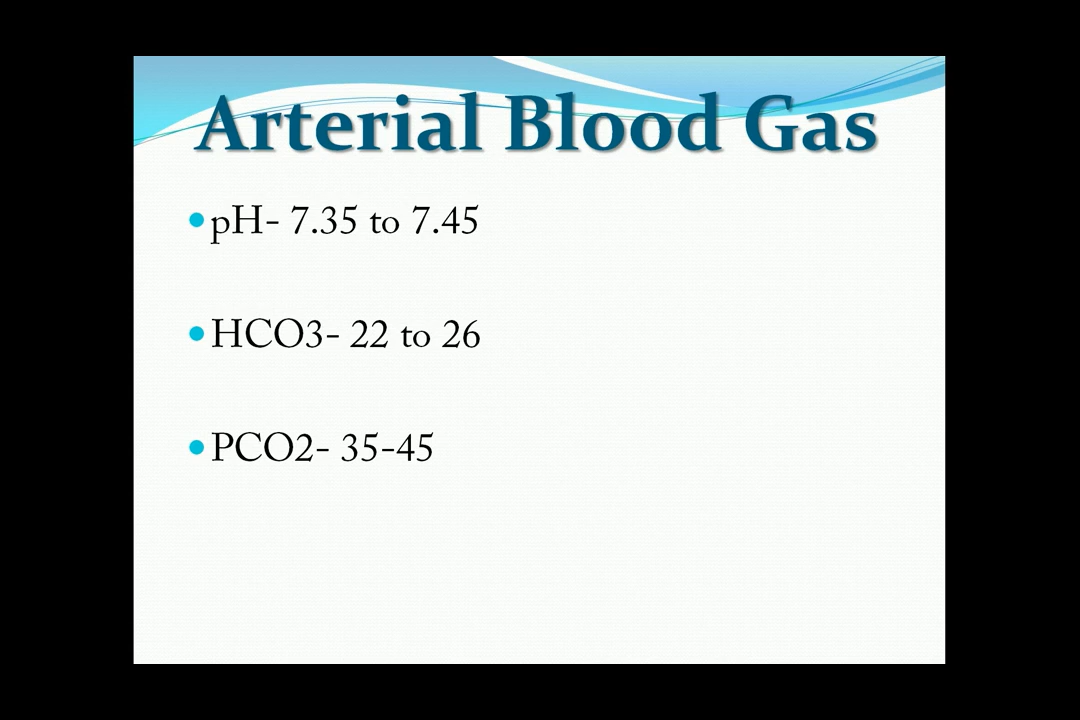 Arterial Blood Gas
pH- 7.35 to 7.45
HCO3- 22 to 26
PCO2- 35-45